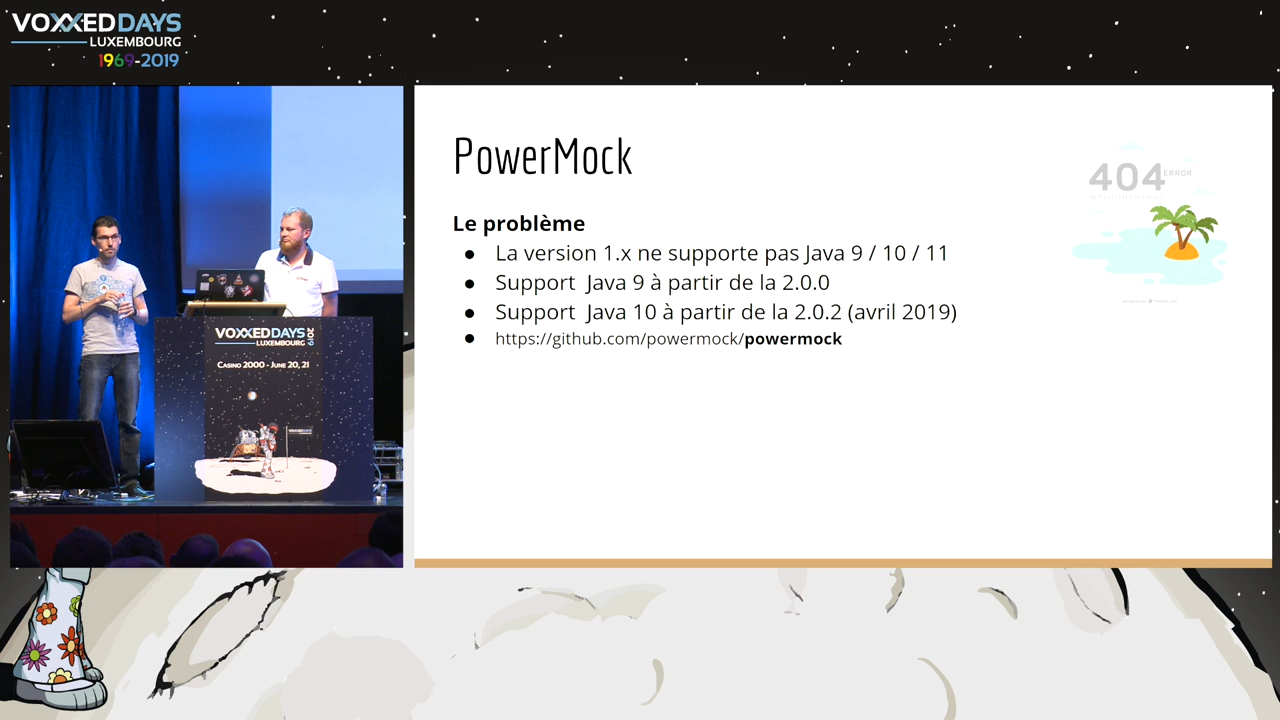 VOXXEDDAYS
LUXEMBOURG
1969-2019
PowerMock
Le problème
● La version 1.x ne supporte pas Java 9 / 10 / 11
● Support Java 9 à partir de la 2.0.0
● Support Java 10 à partir de la 2.0.2 (avril 2019)
● https://github.com/powermock/powermock
404 ERROR
VOXXEDDAYS
LUXEMBOURG
2019
CASINO 2000 - JUNE 20, 21